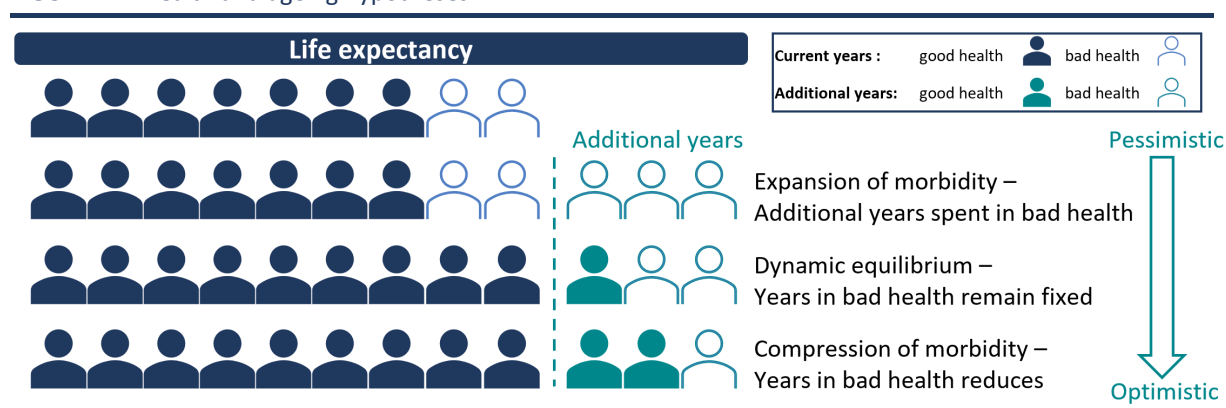 Life expectancy
Current years : good health bad health
Additional years: good health bad health
Additional years
Pessimistic
Expansion of morbidity –
Additional years spent in bad health
Dynamic equilibrium –
Years in bad health remain fixed
Compression of morbidity –
Years in bad health reduces
Optimistic